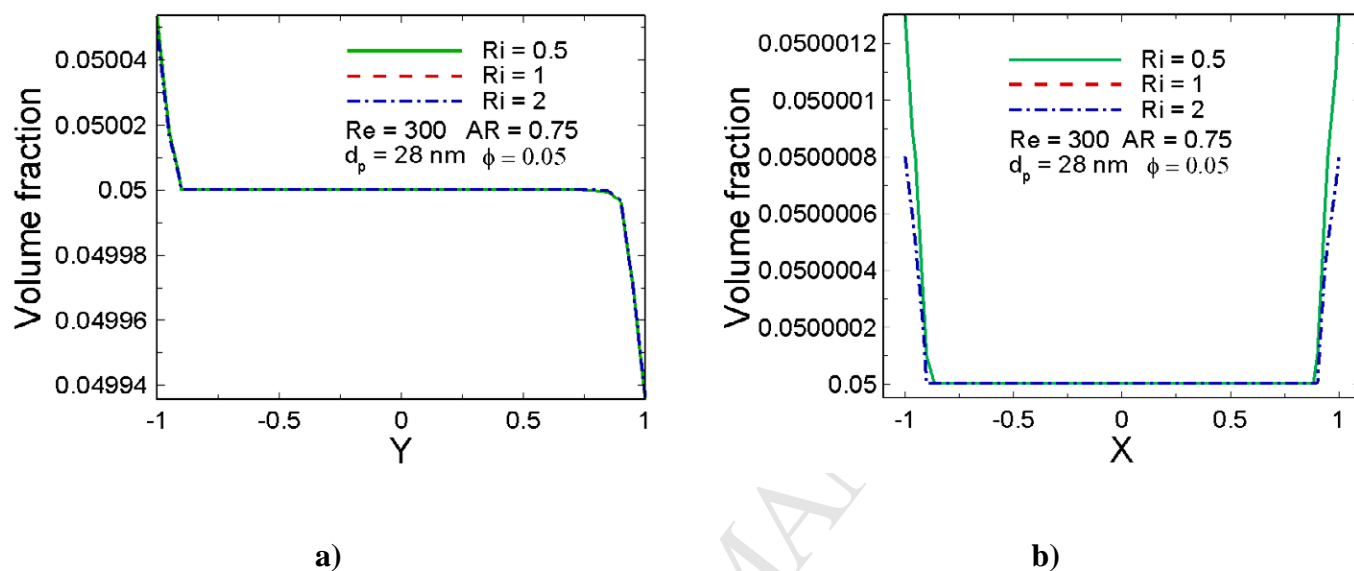 Volume fraction
0.05004
0.05002
0.05
0.04998
0.04996
0.04994
-1 -0.5 0 0.5 1
Y
Ri = 0.5
Ri = 1
Ri = 2
Re = 300 AR = 0.75
dp = 28 nm ϕ = 0.05
a)
Volume fraction
0.0500012
0.050001
0.0500008
0.0500006
0.0500004
0.0500002
0.05
-1 -0.5 0 0.5 1
X
Ri = 0.5
Ri = 1
Ri = 2
Re = 300 AR = 0.75
dp = 28 nm ϕ = 0.05
b)